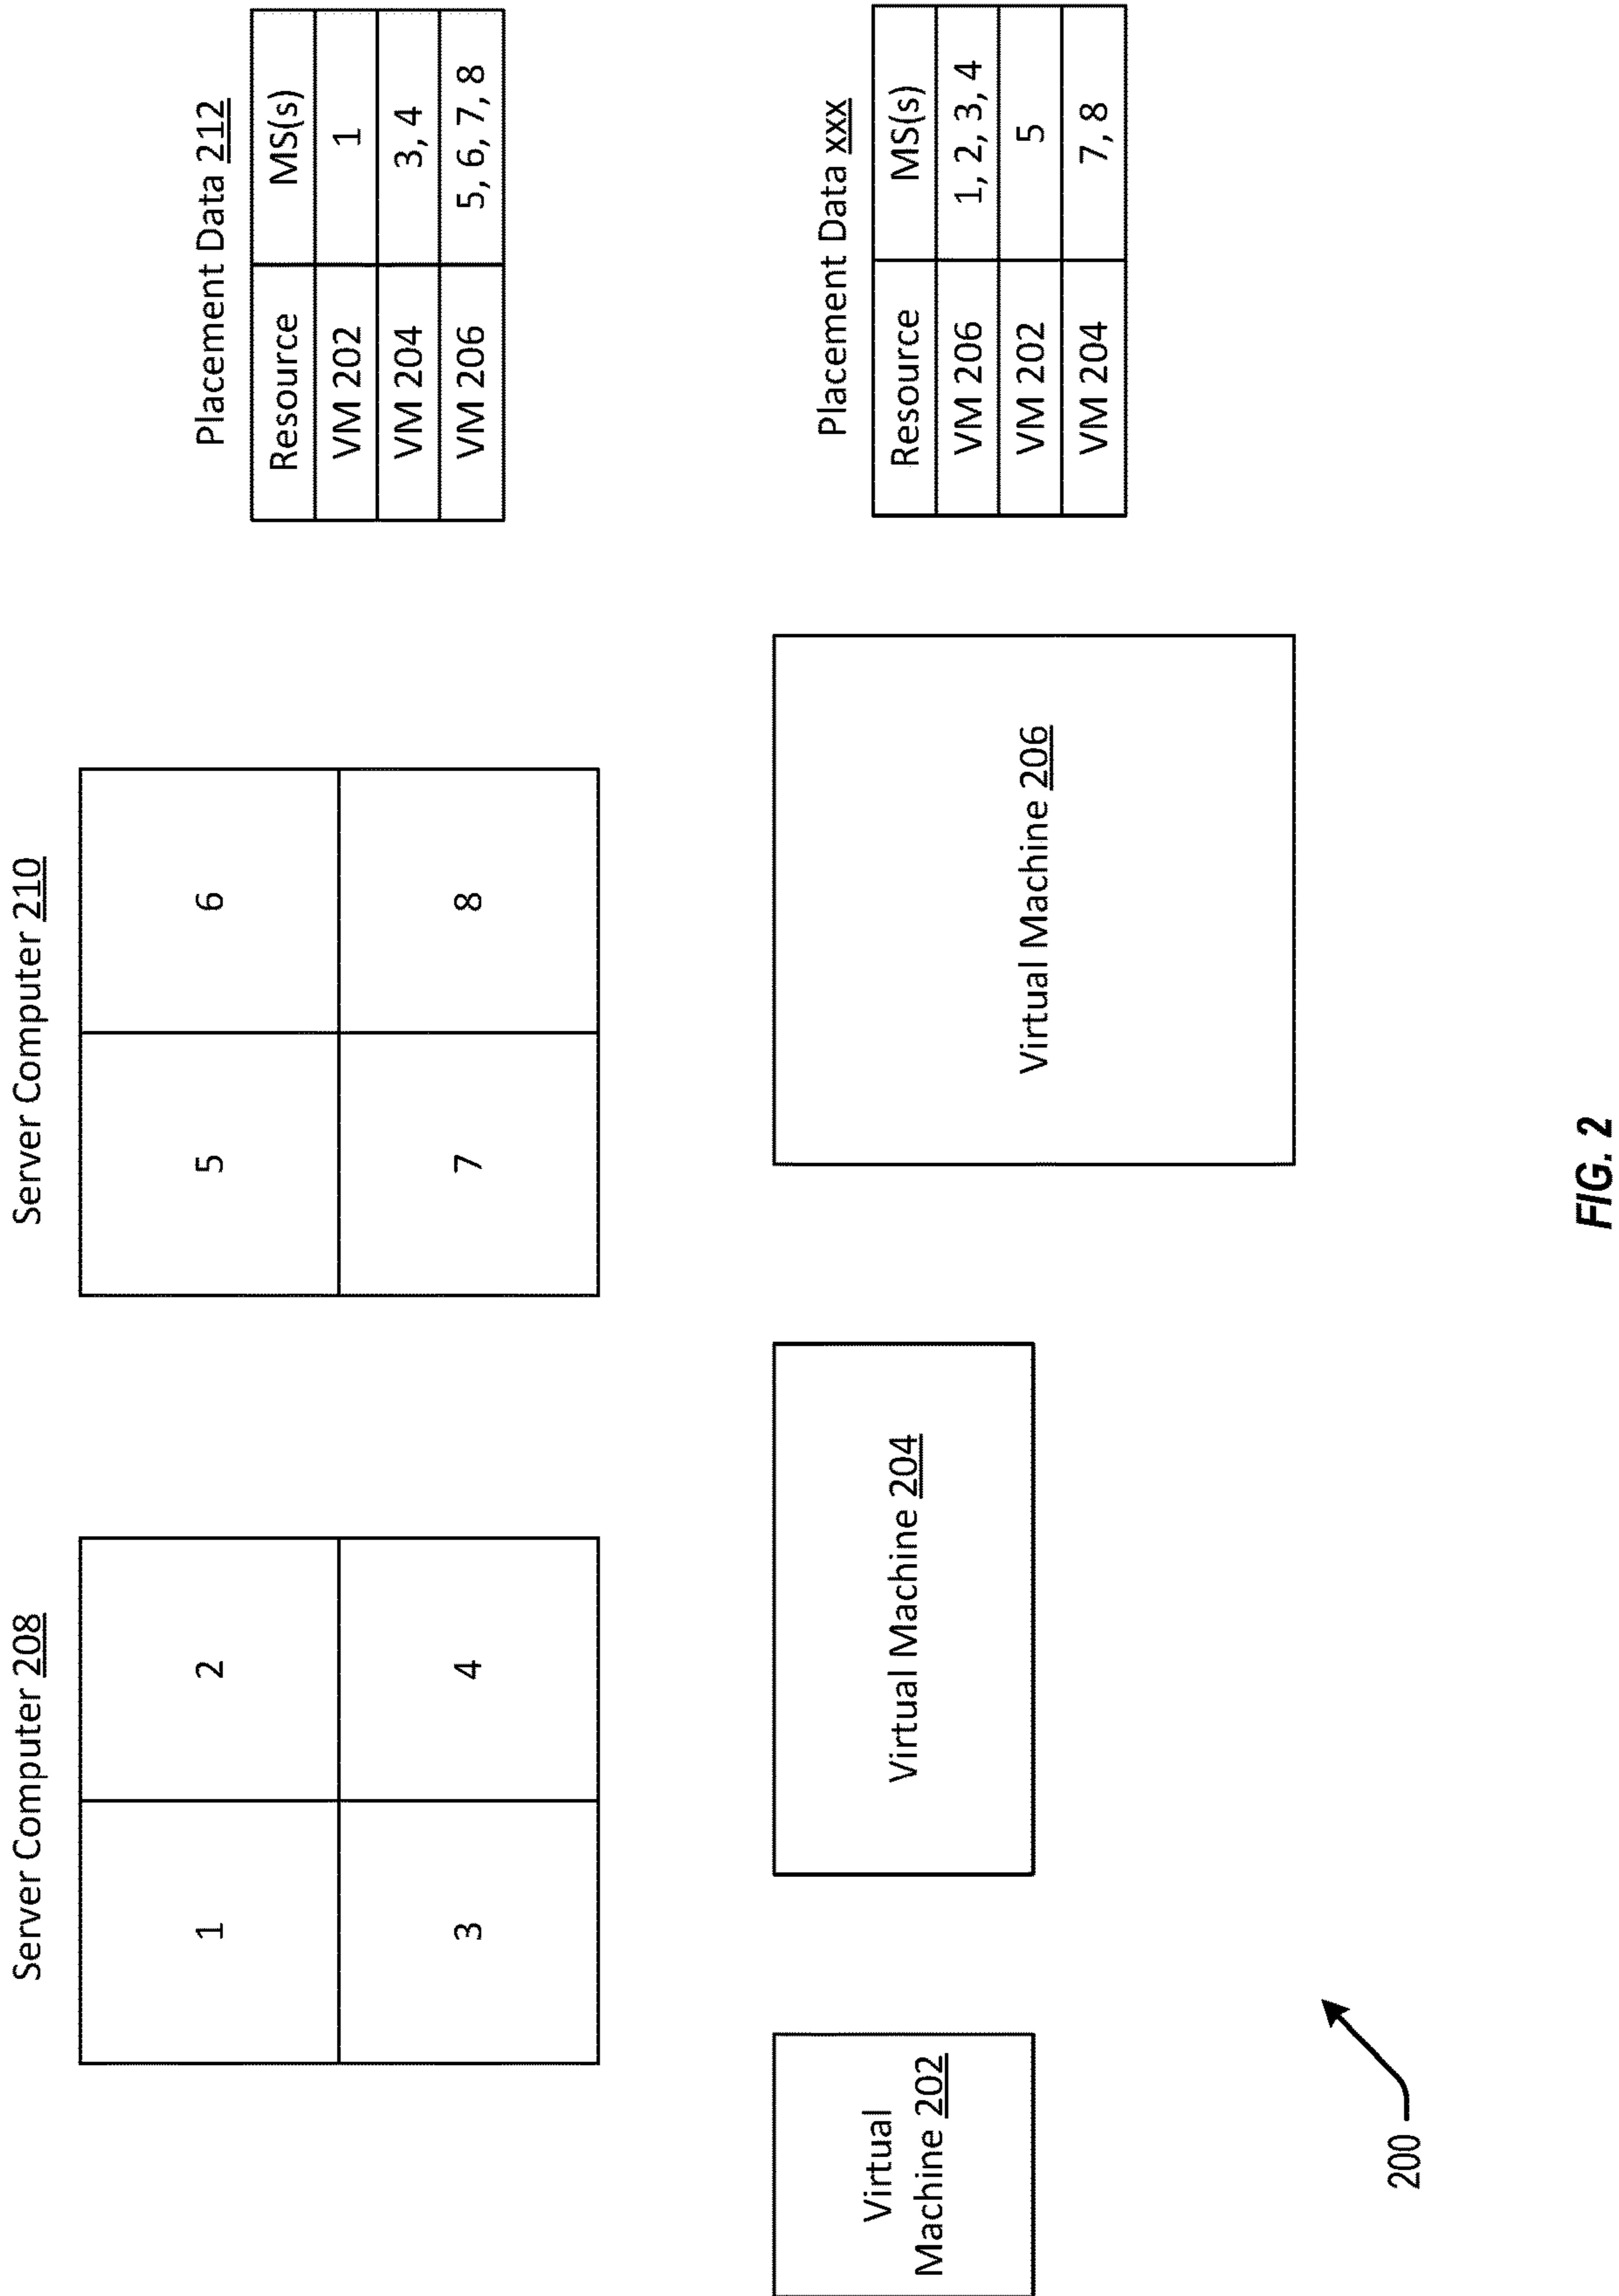 Server Computer 208
1
2
3
4
Server Computer 210
5
6
7
8
Placement Data 212
Resource MS(s)
VM 202 1
VM 204 3, 4
VM 206 5, 6, 7, 8
Virtual
Machine 202
Virtual Machine 204
Virtual Machine 206
Placement Data xxx
Resource MS(s)
VM 206 1, 2, 3, 4
VM 202 5
VM 204 7, 8
200
FIG. 2